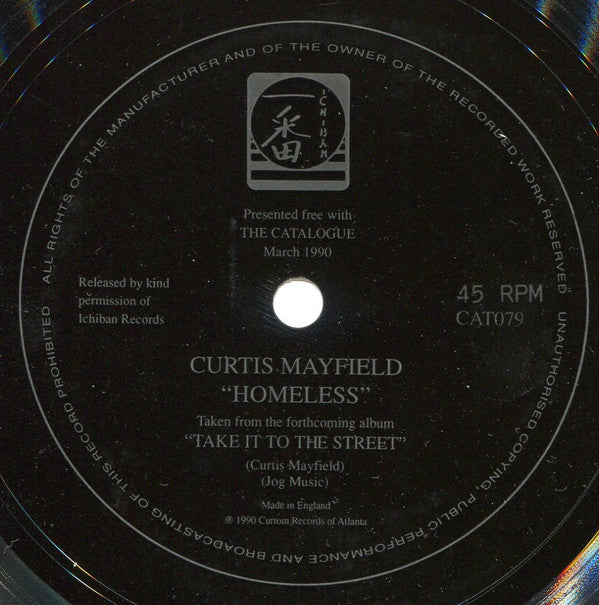 ALL RIGHTS OF THE MANUFACTURER AND OF THE OWNER OF THE RECORDED WORK RESERVED. UNAUTHORISED COPYING, PUBLIC PERFORMANCE AND BROADCASTING OF THIS RECORD PROHIBITED
一番
ICHIBAN
Presented free with
THE CATALOGUE
March 1990
Released by kind
permission of
Ichiban Records
45 RPM
CAT079
CURTIS MAYFIELD
“HOMELESS”
Taken from the forthcoming album
“TAKE IT TO THE STREET”
(Curtis Mayfield)
(Jog Music)
Made in England
℗ 1990 Curtom Records of Atlanta